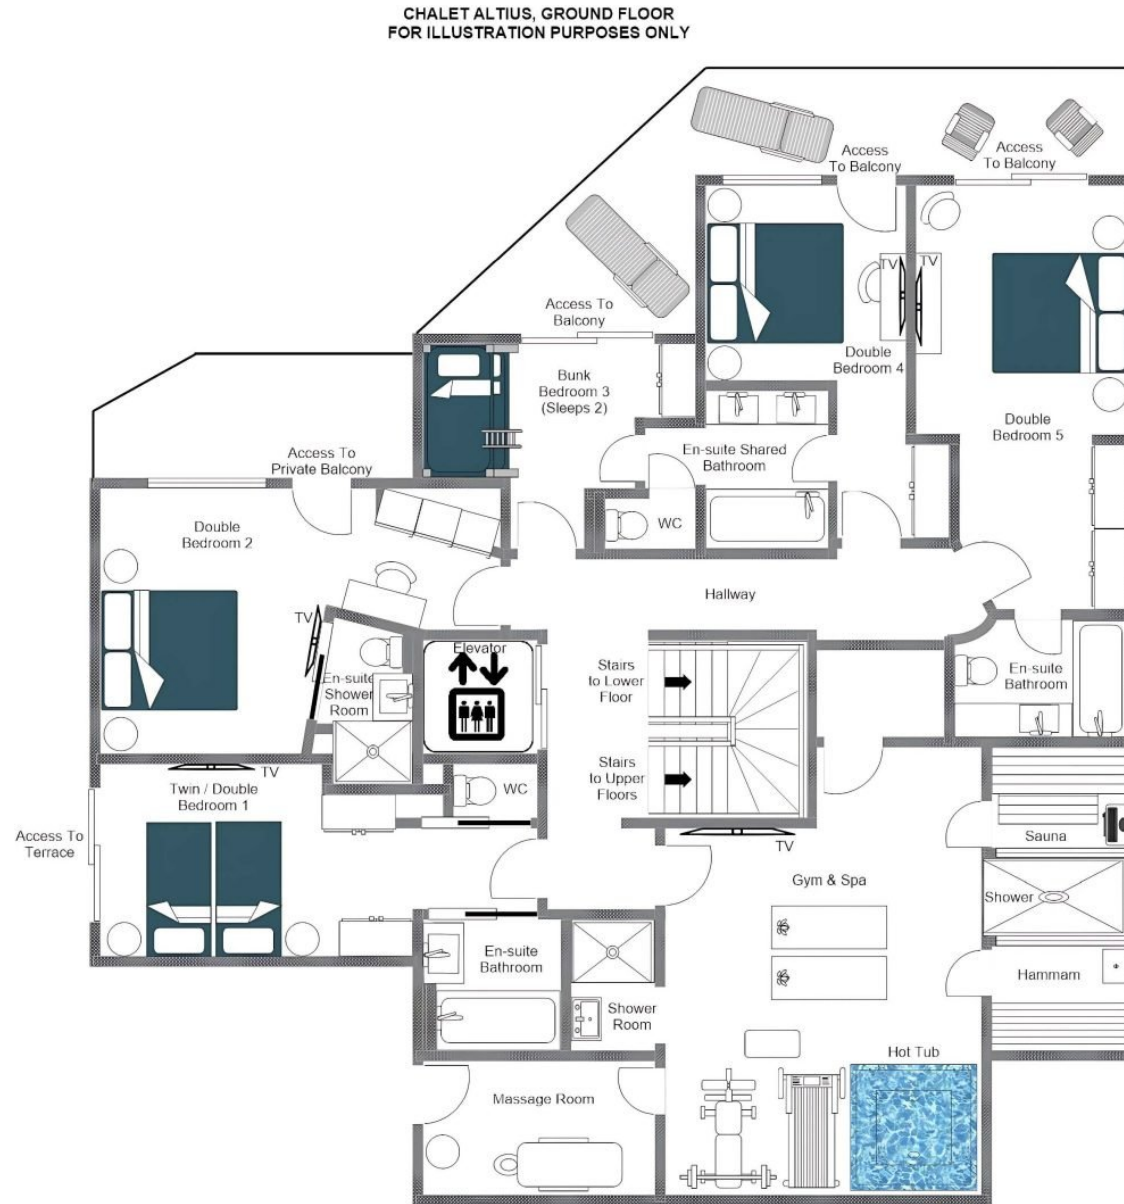 CHALET ALTIUS, GROUND FLOOR
FOR ILLUSTRATION PURPOSES ONLY
Access
To Balcony
Access
To Balcony
TV
TV
Access To
Balcony
Double
Bedroom 4
Bunk
Bedroom 3
(Sleeps 2)
Double
Bedroom 5
En-suite Shared
Bathroom
Access To
Private Balcony
WC
Double
Bedroom 2
Hallway
TV
Elevator
En-suite
Shower
Room
Stairs
to Lower
Floor
En-suite
Bathroom
Stairs
to Upper
Floors
TV
WC
Twin / Double
Bedroom 1
Access To
Terrace
TV
Sauna
Gym & Spa
Shower
En-suite
Bathroom
Hammam
Shower
Room
Hot Tub
Massage Room